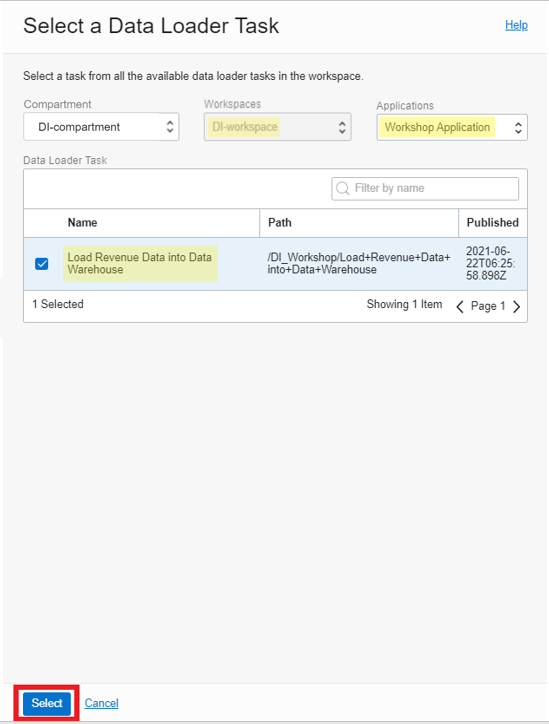 Select a Data Loader Task
Help
Select a task from all the available data loader tasks in the workspace.
Compartment
Workspaces
Applications
DI-compartment
DI-workspace
Workshop Application
Data Loader Task
Filter by name
Name
Path
Published
Load Revenue Data into Data
Warehouse
/DI_Workshop/Load+Revenue+Data+
into+Data+Warehouse
2021-06-
22T06:25:
58.898Z
1 Selected
Showing 1 Item
Page 1
Select
Cancel